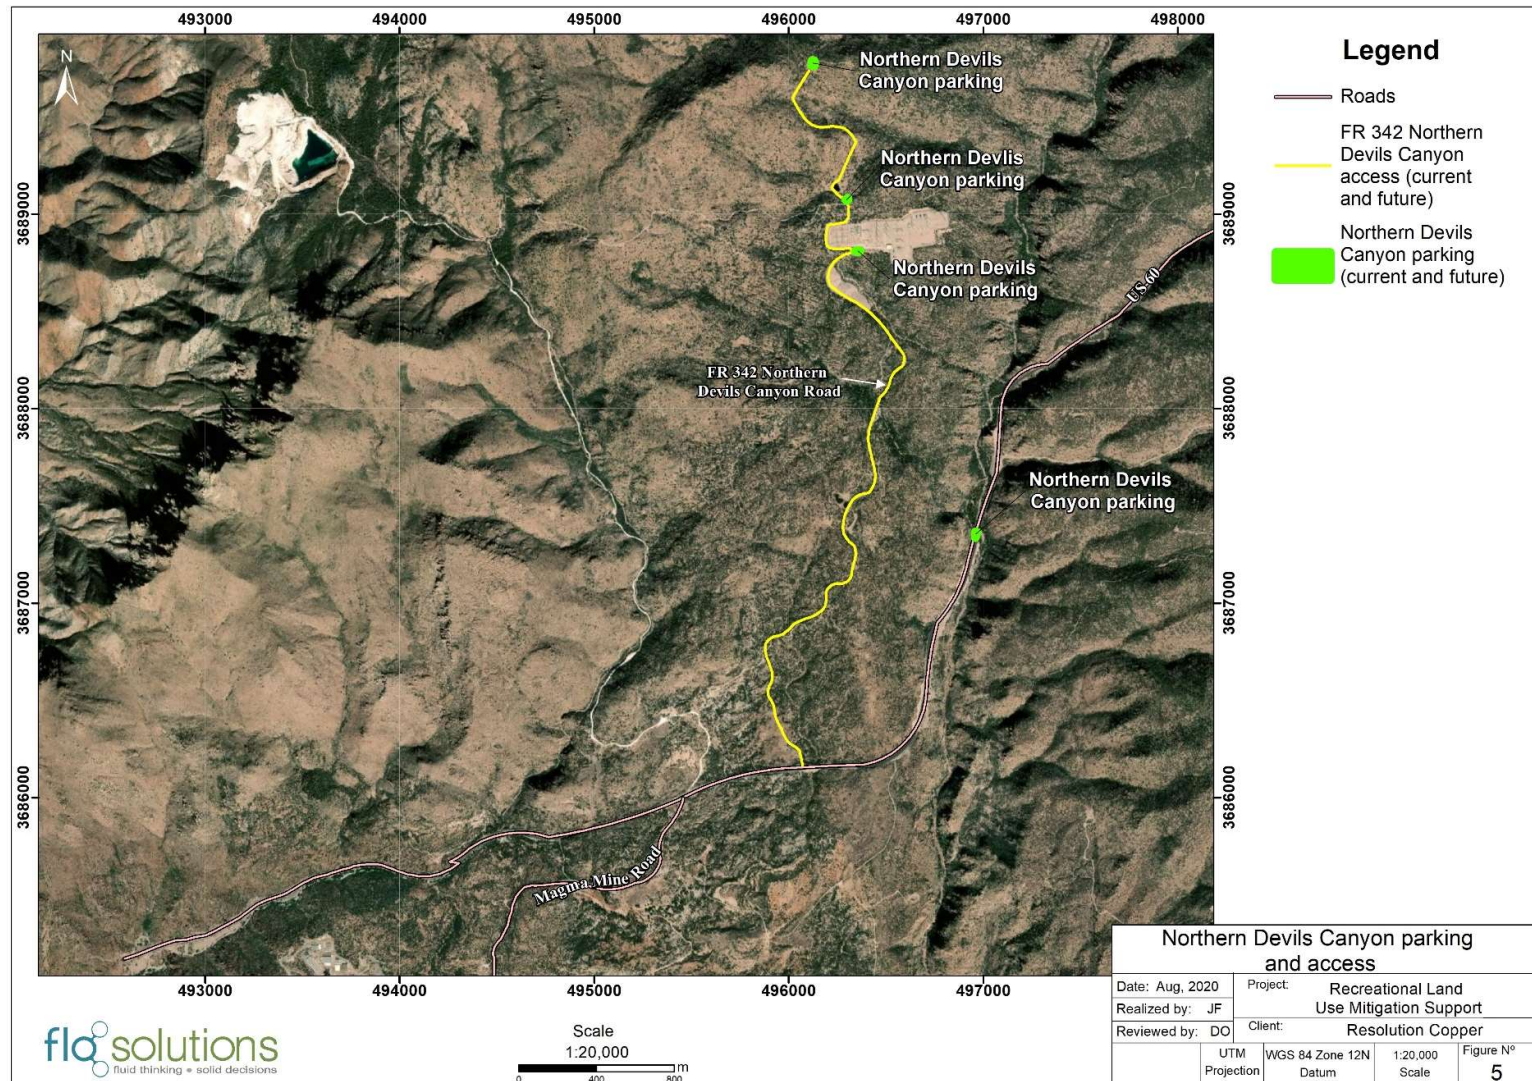 493000 494000 495000 496000 497000 498000
N
Northern Devils
Canyon parking
Northern Devlis
Canyon parking
Northern Devils
Canyon parking
US 60
FR 342 Northern
Devils Canyon Road
Northern Devils
Canyon parking
Magma Mine Road
3689000
3688000
3687000
3686000
3689000
3688000
3687000
3686000
493000 494000 495000 496000 497000
Legend
Roads
FR 342 Northern
Devils Canyon
access (current
and future)
Northern Devils
Canyon parking
(current and future)
flo solutions
fluid thinking • solid decisions
Scale
1:20,000
0 400 800 m
Northern Devils Canyon parking
and access
Date: Aug, 2020
Realized by: JF
Reviewed by: DO
Project: Recreational Land
Use Mitigation Support
Client: Resolution Copper
UTM
Projection
WGS 84 Zone 12N
Datum
1:20,000
Scale
Figure Nº
5